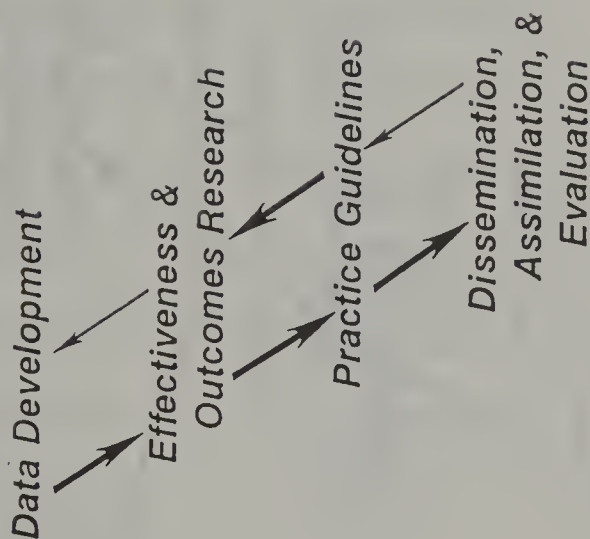 Data Development
Effectiveness &
Outcomes Research
Practice Guidelines
Dissemination,
Assimilation, &
Evaluation